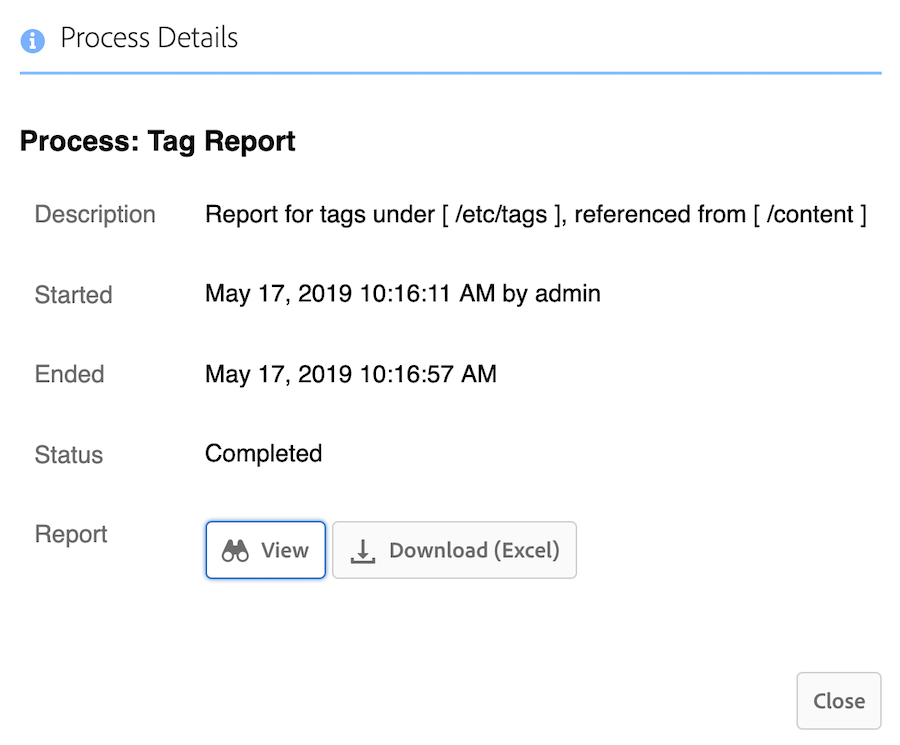 Process Details
Process: Tag Report
Description Report for tags under [ /etc/tags ], referenced from [ /content ]
Started May 17, 2019 10:16:11 AM by admin
Ended May 17, 2019 10:16:57 AM
Status Completed
Report View Download (Excel)
Close